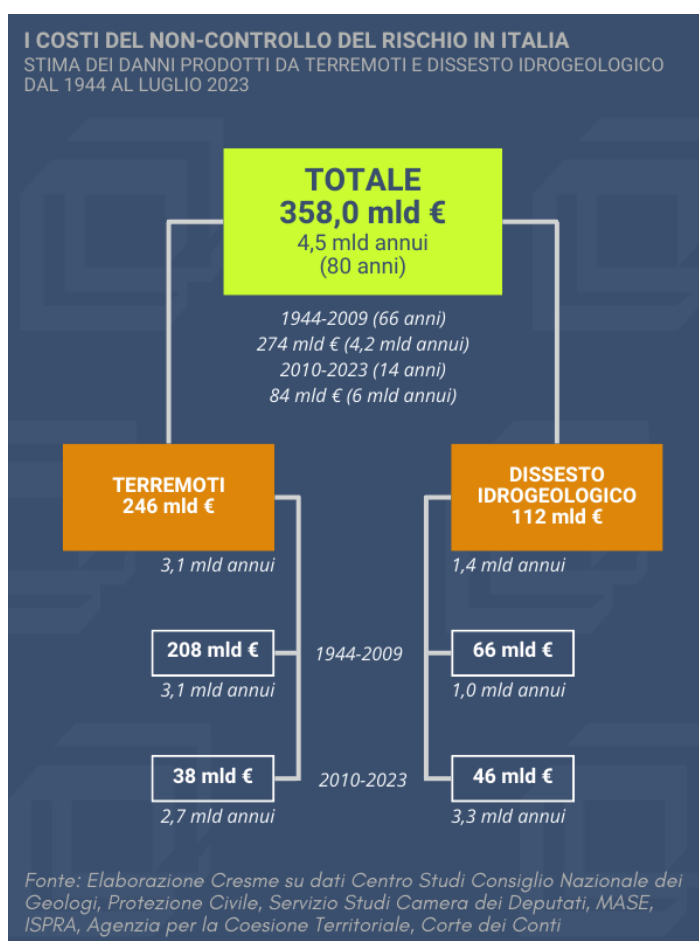 I COSTI DEL NON-CONTROLLO DEL RISCHIO IN ITALIA
STIMA DEI DANNI PRODOTTI DA TERREMOTI E DISSESTO IDROGEOLOGICO
DAL 1944 AL LUGLIO 2023
TOTALE
358,0 mld €
4,5 mld annui
(80 anni)
1944-2009 (66 anni)
274 mld € (4,2 mld annui)
2010-2023 (14 anni)
84 mld € (6 mld annui)
TERREMOTI
246 mld €
3,1 mld annui
DISSESTO
IDROGEOLOGICO
112 mld €
1,4 mld annui
208 mld €
3,1 mld annui
1944-2009
66 mld €
1,0 mld annui
38 mld €
2,7 mld annui
2010-2023
46 mld €
3,3 mld annui
Fonte: Elaborazione Cresme su dati Centro Studi Consiglio Nazionale dei
Geologi, Protezione Civile, Servizio Studi Camera dei Deputati, MASE,
ISPRA, Agenzia per la Coesione Territoriale, Corte dei Conti